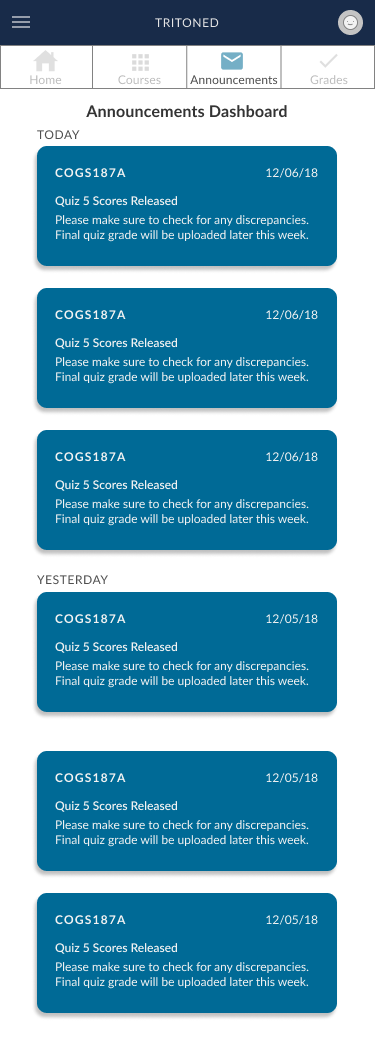 TRITONED
Home Courses Announcements Grades
Announcements Dashboard
TODAY
COGS187A 12/06/18
Quiz 5 Scores Released
Please make sure to check for any discrepancies.
Final quiz grade will be uploaded later this week.
COGS187A 12/06/18
Quiz 5 Scores Released
Please make sure to check for any discrepancies.
Final quiz grade will be uploaded later this week.
COGS187A 12/06/18
Quiz 5 Scores Released
Please make sure to check for any discrepancies.
Final quiz grade will be uploaded later this week.
YESTERDAY
COGS187A 12/05/18
Quiz 5 Scores Released
Please make sure to check for any discrepancies.
Final quiz grade will be uploaded later this week.
COGS187A 12/05/18
Quiz 5 Scores Released
Please make sure to check for any discrepancies.
Final quiz grade will be uploaded later this week.
COGS187A 12/05/18
Quiz 5 Scores Released
Please make sure to check for any discrepancies.
Final quiz grade will be uploaded later this week.